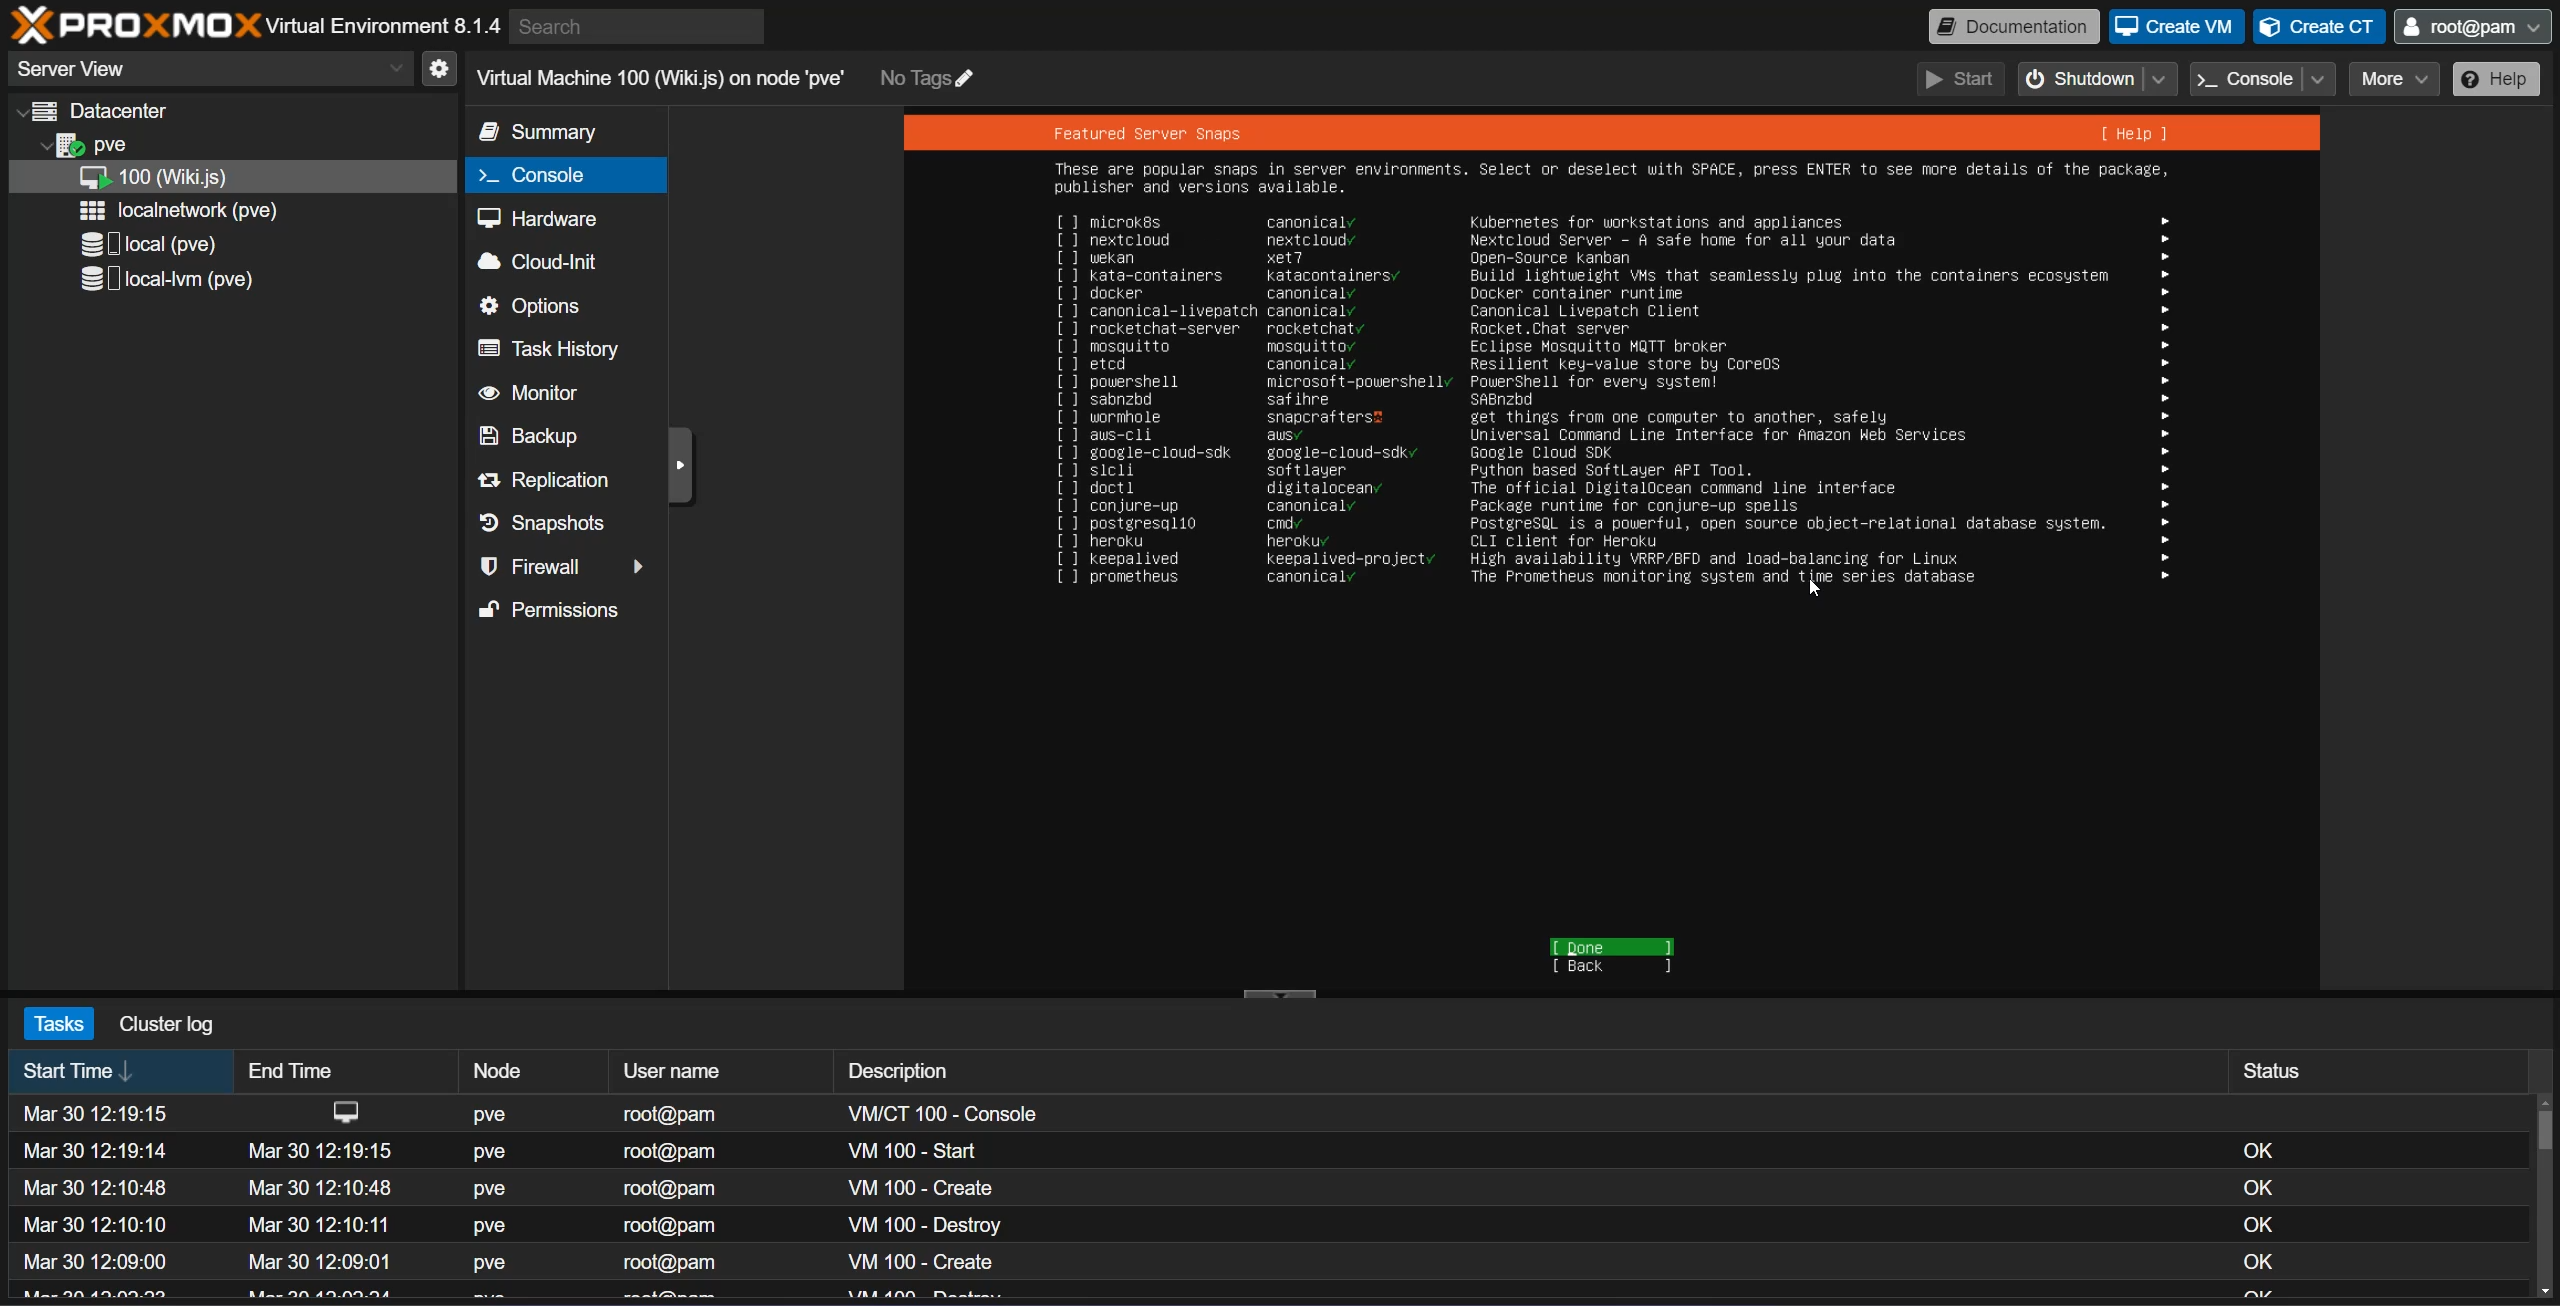 PROXMOX Virtual Environment 8.1.4 Search Documentation Create VM Create CT root@pam
Server View
Virtual Machine 100 (Wiki.js) on node 'pve' No Tags Start Shutdown >_ Console More Help
Datacenter
pve
100 (Wiki.js)
localnetwork (pve)
local (pve)
local-lvm (pve)
Summary
>_ Console
Hardware
Cloud-Init
Options
Task History
Monitor
Backup
Replication
Snapshots
Firewall
Permissions
Featured Server Snaps [ Help ]
These are popular snaps in server environments. Select or deselect with SPACE, press ENTER to see more details of the package,
publisher and versions available.
[ ] microk8s canonical✓ Kubernetes for workstations and appliances ▸
[ ] nextcloud nextcloud✓ Nextcloud Server - A safe home for all your data ▸
[ ] wekan xet7 Open-Source kanban ▸
[ ] kata-containers katacontainers✓ Build lightweight VMs that seamlessly plug into the containers ecosystem ▸
[ ] docker canonical✓ Docker container runtime ▸
[ ] canonical-livepatch canonical✓ Canonical Livepatch Client ▸
[ ] rocketchat-server rocketchat✓ Rocket.Chat server ▸
[ ] mosquitto mosquitto✓ Eclipse Mosquitto MQTT broker ▸
[ ] etcd canonical✓ Resilient key-value store by CoreOS ▸
[ ] powershell microsoft-powershell✓ PowerShell for every system! ▸
[ ] sabnzbd safihre SABnzbd ▸
[ ] wormhole snapcrafters get things from one computer to another, safely ▸
[ ] aws-cli aws✓ Universal Command Line Interface for Amazon Web Services ▸
[ ] google-cloud-sdk google-cloud-sdk✓ Google Cloud SDK ▸
[ ] slcli softlayer Python based SoftLayer API Tool. ▸
[ ] doctl digitalocean✓ The official DigitalOcean command line interface ▸
[ ] conjure-up canonical✓ Package runtime for conjure-up spells ▸
[ ] postgresql10 cmd✓ PostgreSQL is a powerful, open source object-relational database system. ▸
[ ] heroku heroku✓ CLI client for Heroku ▸
[ ] keepalived keepalived-project✓ High availability VRRP/BFD and load-balancing for Linux ▸
[ ] prometheus canonical✓ The Prometheus monitoring system and time series database ▸
[ Done ]
[ Back ]
Tasks Cluster log
Start Time ↓ End Time Node User name Description Status
Mar 30 12:19:15 pve root@pam VM/CT 100 - Console
Mar 30 12:19:14 Mar 30 12:19:15 pve root@pam VM 100 - Start OK
Mar 30 12:10:48 Mar 30 12:10:48 pve root@pam VM 100 - Create OK
Mar 30 12:10:10 Mar 30 12:10:11 pve root@pam VM 100 - Destroy OK
Mar 30 12:09:00 Mar 30 12:09:01 pve root@pam VM 100 - Create OK